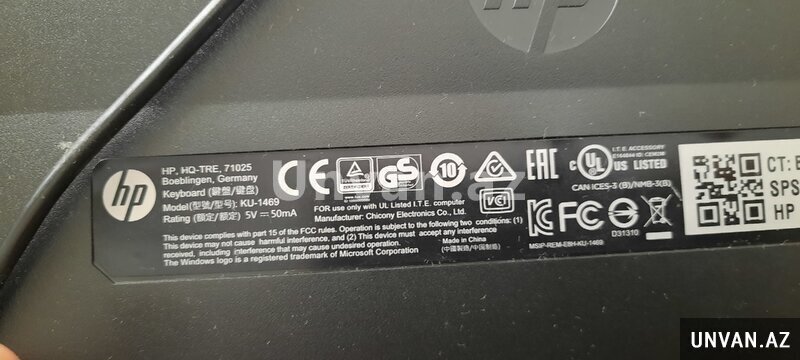 hp
HP, HQ-TRE, 71025
Boeblingen, Germany
Keyboard (鍵盤/键盘)
Model(型號/型号): KU-1469
Rating (額定/额定) 5V⎓50mA
CE
GS
10
EAC
UL
I.T.E. ACCESSORY
US LISTED
CAN ICES-3 (B)/NMB-3(B)
VCI
FOR use only with UL Listed I.T.E. computer
Manufacturer: Chicony Electronics Co., Ltd.
FC
D31310
MSIP-REM-E8H-KU-1469
This device complies with part 15 of the FCC rules. Operation is subject to the following two conditions: (1)
This device may not cause harmful interference, and (2) This device must accept any interference
received, including interference that may cause undesired operation.
The Windows logo is a registered trademark of Microsoft Corporation
Made in China
(中國製造/中国制造)
CT: E
SPS
HP
Unvan.az
UNVAN.AZ